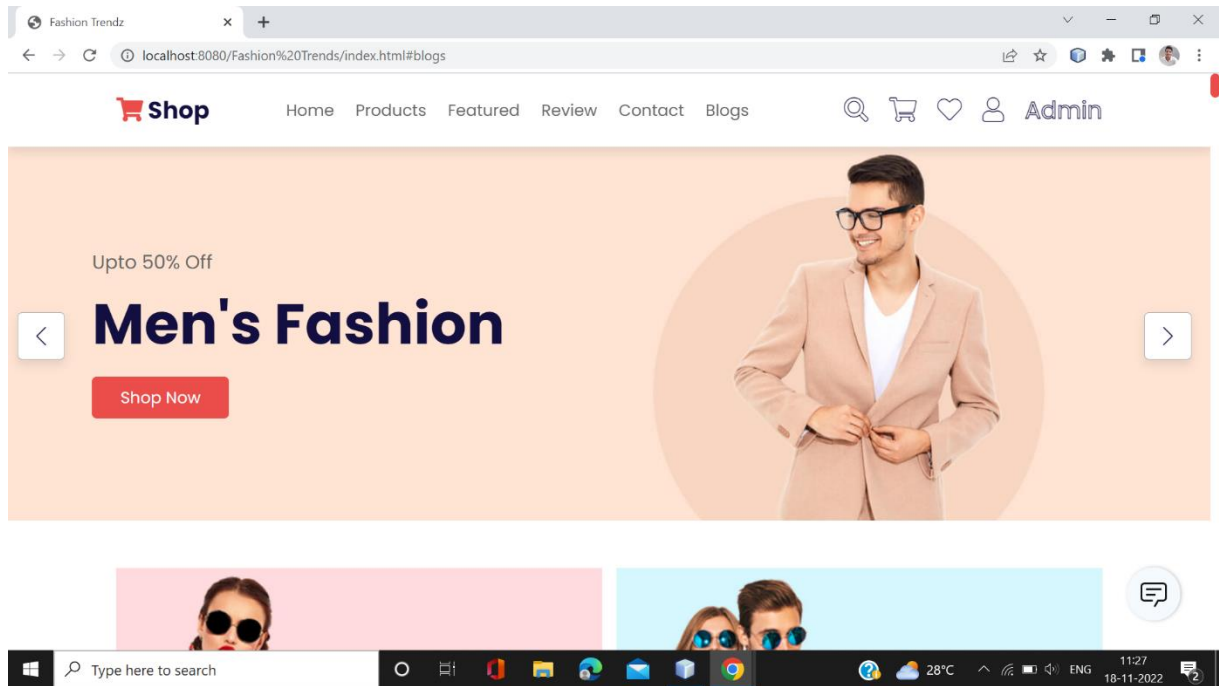 Fashion Trendz
localhost:8080/Fashion%20Trends/index.html#blogs
Shop Home Products Featured Review Contact Blogs Admin
Upto 50% Off
Men's Fashion
Shop Now
Type here to search 28°C ENG 11:27
18-11-2022 2